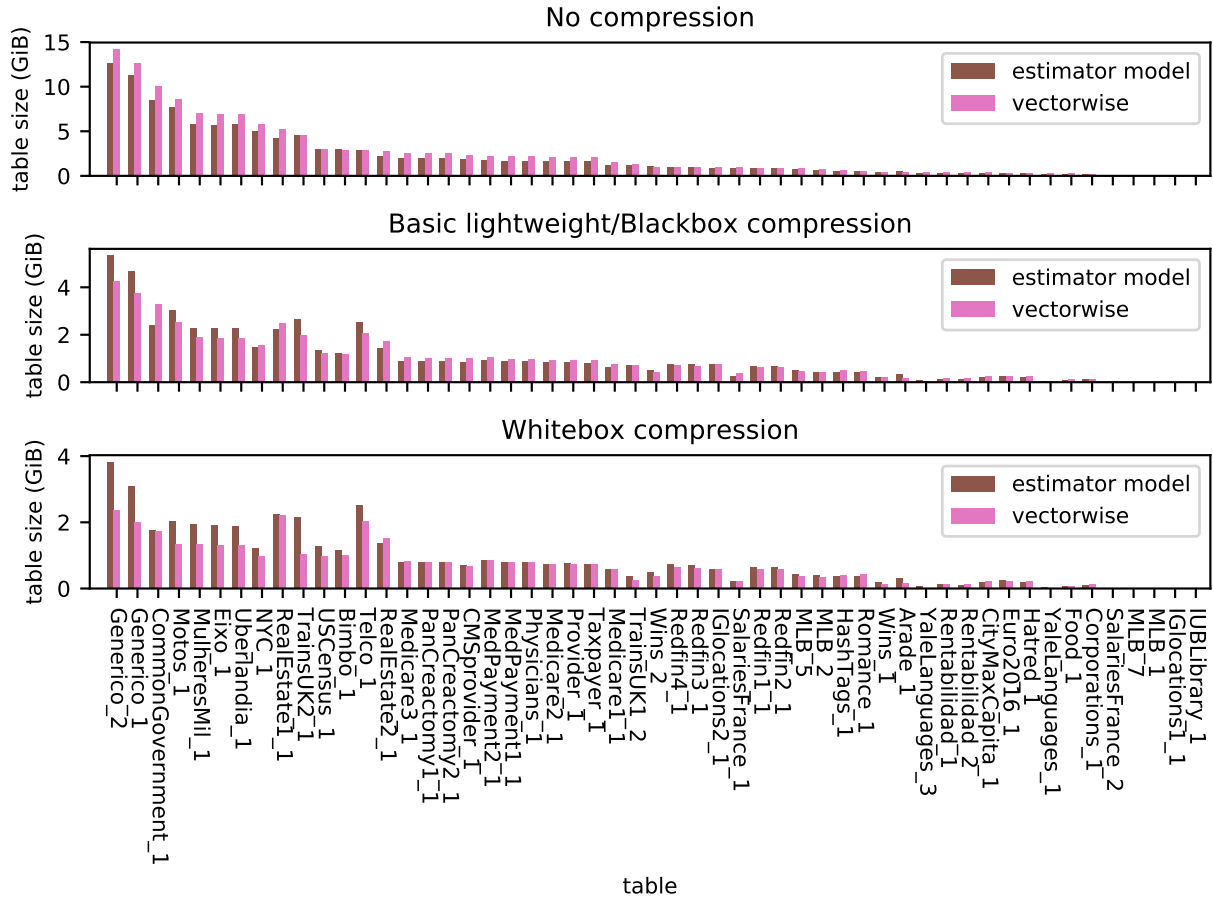 No compression
table size (GiB)
15
10
5
0
estimator model
vectorwise
Basic lightweight/Blackbox compression
table size (GiB)
4
2
0
estimator model
vectorwise
Whitebox compression
table size (GiB)
4
2
0
estimator model
vectorwise
Generico_2
Generico_1
CommonGovernment_1
Motos_1
MulheresMil_1
Eixo_1
Uberlandia_1
NYC_1
RealEstate1_1
TrainsUK2_1
USCensus_1
Bimbo_1
Telco_1
RealEstate2_1
Medicare3_1
PanCreactomy1_1
PanCreactomy2_1
CMSprovider_1
MedPayment2_1
MedPayment1_1
Physicians_1
Medicare2_1
Provider_1
Taxpayer_1
Medicare1_1
TrainsUK1_2
Wins_2
Redfin4_1
Redfin3_1
IGlocations2_1
SalariesFrance_1
Redfin1_1
Redfin2_1
MLB_5
MLB_2
HashTags_1
Romance_1
Wins_1
Arade_1
YaleLanguages_3
Rentabilidad_1
Rentabilidad_2
CityMaxCapita_1
Euro2016_1
Hatred_1
YaleLanguages_1
Food_1
Corporations_1
SalariesFrance_2
MLB_7
MLB_1
IGlocations1_1
IUBLibrary_1
table